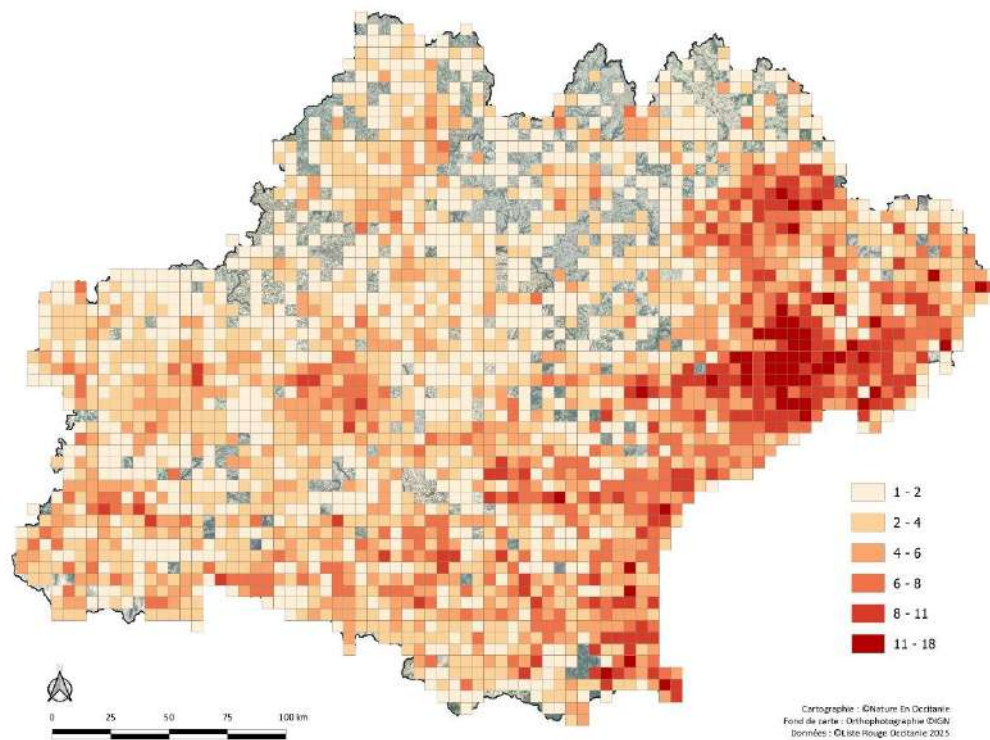 1 - 2
2 - 4
4 - 6
6 - 8
8 - 11
11 - 18
0 25 50 75 100 km
Cartographie : ©Nature En Occitanie
Fond de carte : Orthophotographie ©IGN
Données : ©Liste Rouge Occitanie 2025